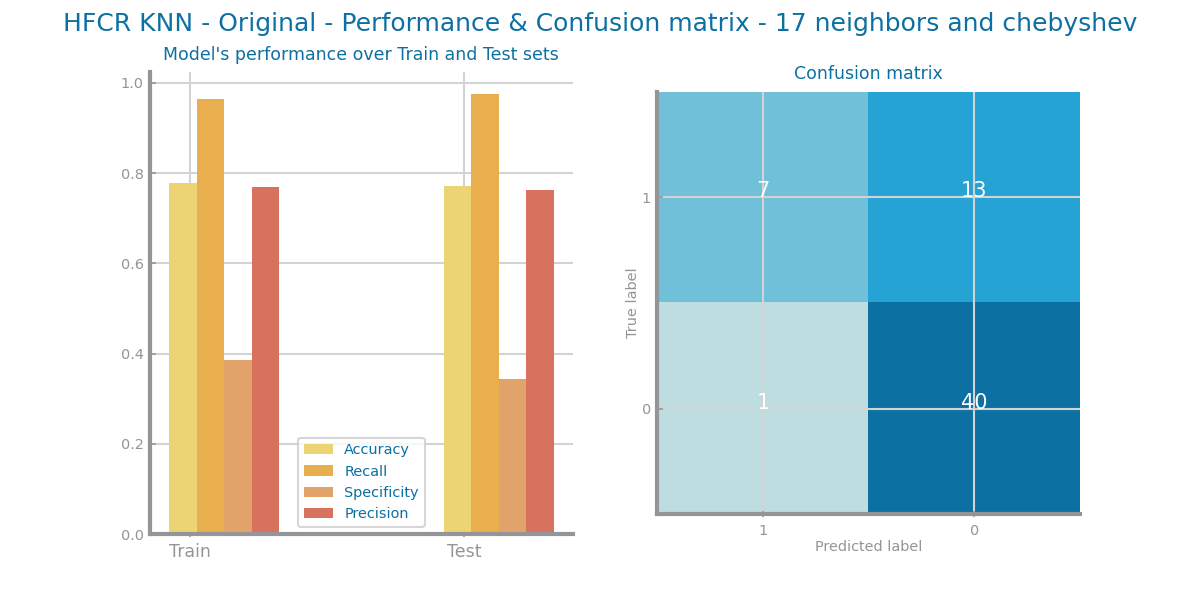 HFCR KNN - Original - Performance & Confusion matrix - 17 neighbors and chebyshev
Model's performance over Train and Test sets
1.0
0.8
0.6
0.4
0.2
0.0
Train
Test
Accuracy
Recall
Specificity
Precision
Confusion matrix
True label
1
0
7
13
1
40
1
0
Predicted label